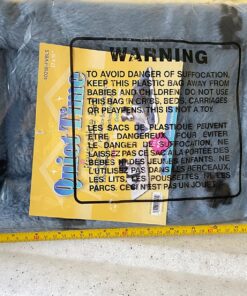 WARNING
TO AVOID DANGER OF SUFFOCATION,
KEEP THIS PLASTIC BAG AWAY FROM
BABIES AND CHILDREN. DO NOT USE
THIS BAG IN CRIBS, BEDS, CARRIAGES
OR PLAYPENS. THIS IS NOT A TOY.
LES SACS DE PLASTIQUE PEUVENT
ÊTRE DANGEREUX. POUR ÉVITER
LE DANGER DE SUFFOCATION, NE
LAISSEZ PAS CE SAC A LA PORTÉE DES
BÉBÉS NI DES JEUNES ENFANTS. NE
L'UTILISEZ PAS DANS LES BERCEAUX,
LES LITS, LES POUSSETTES NI LES
PARCS. CECI N'EST PAS UN JOUET.
Quiet Time